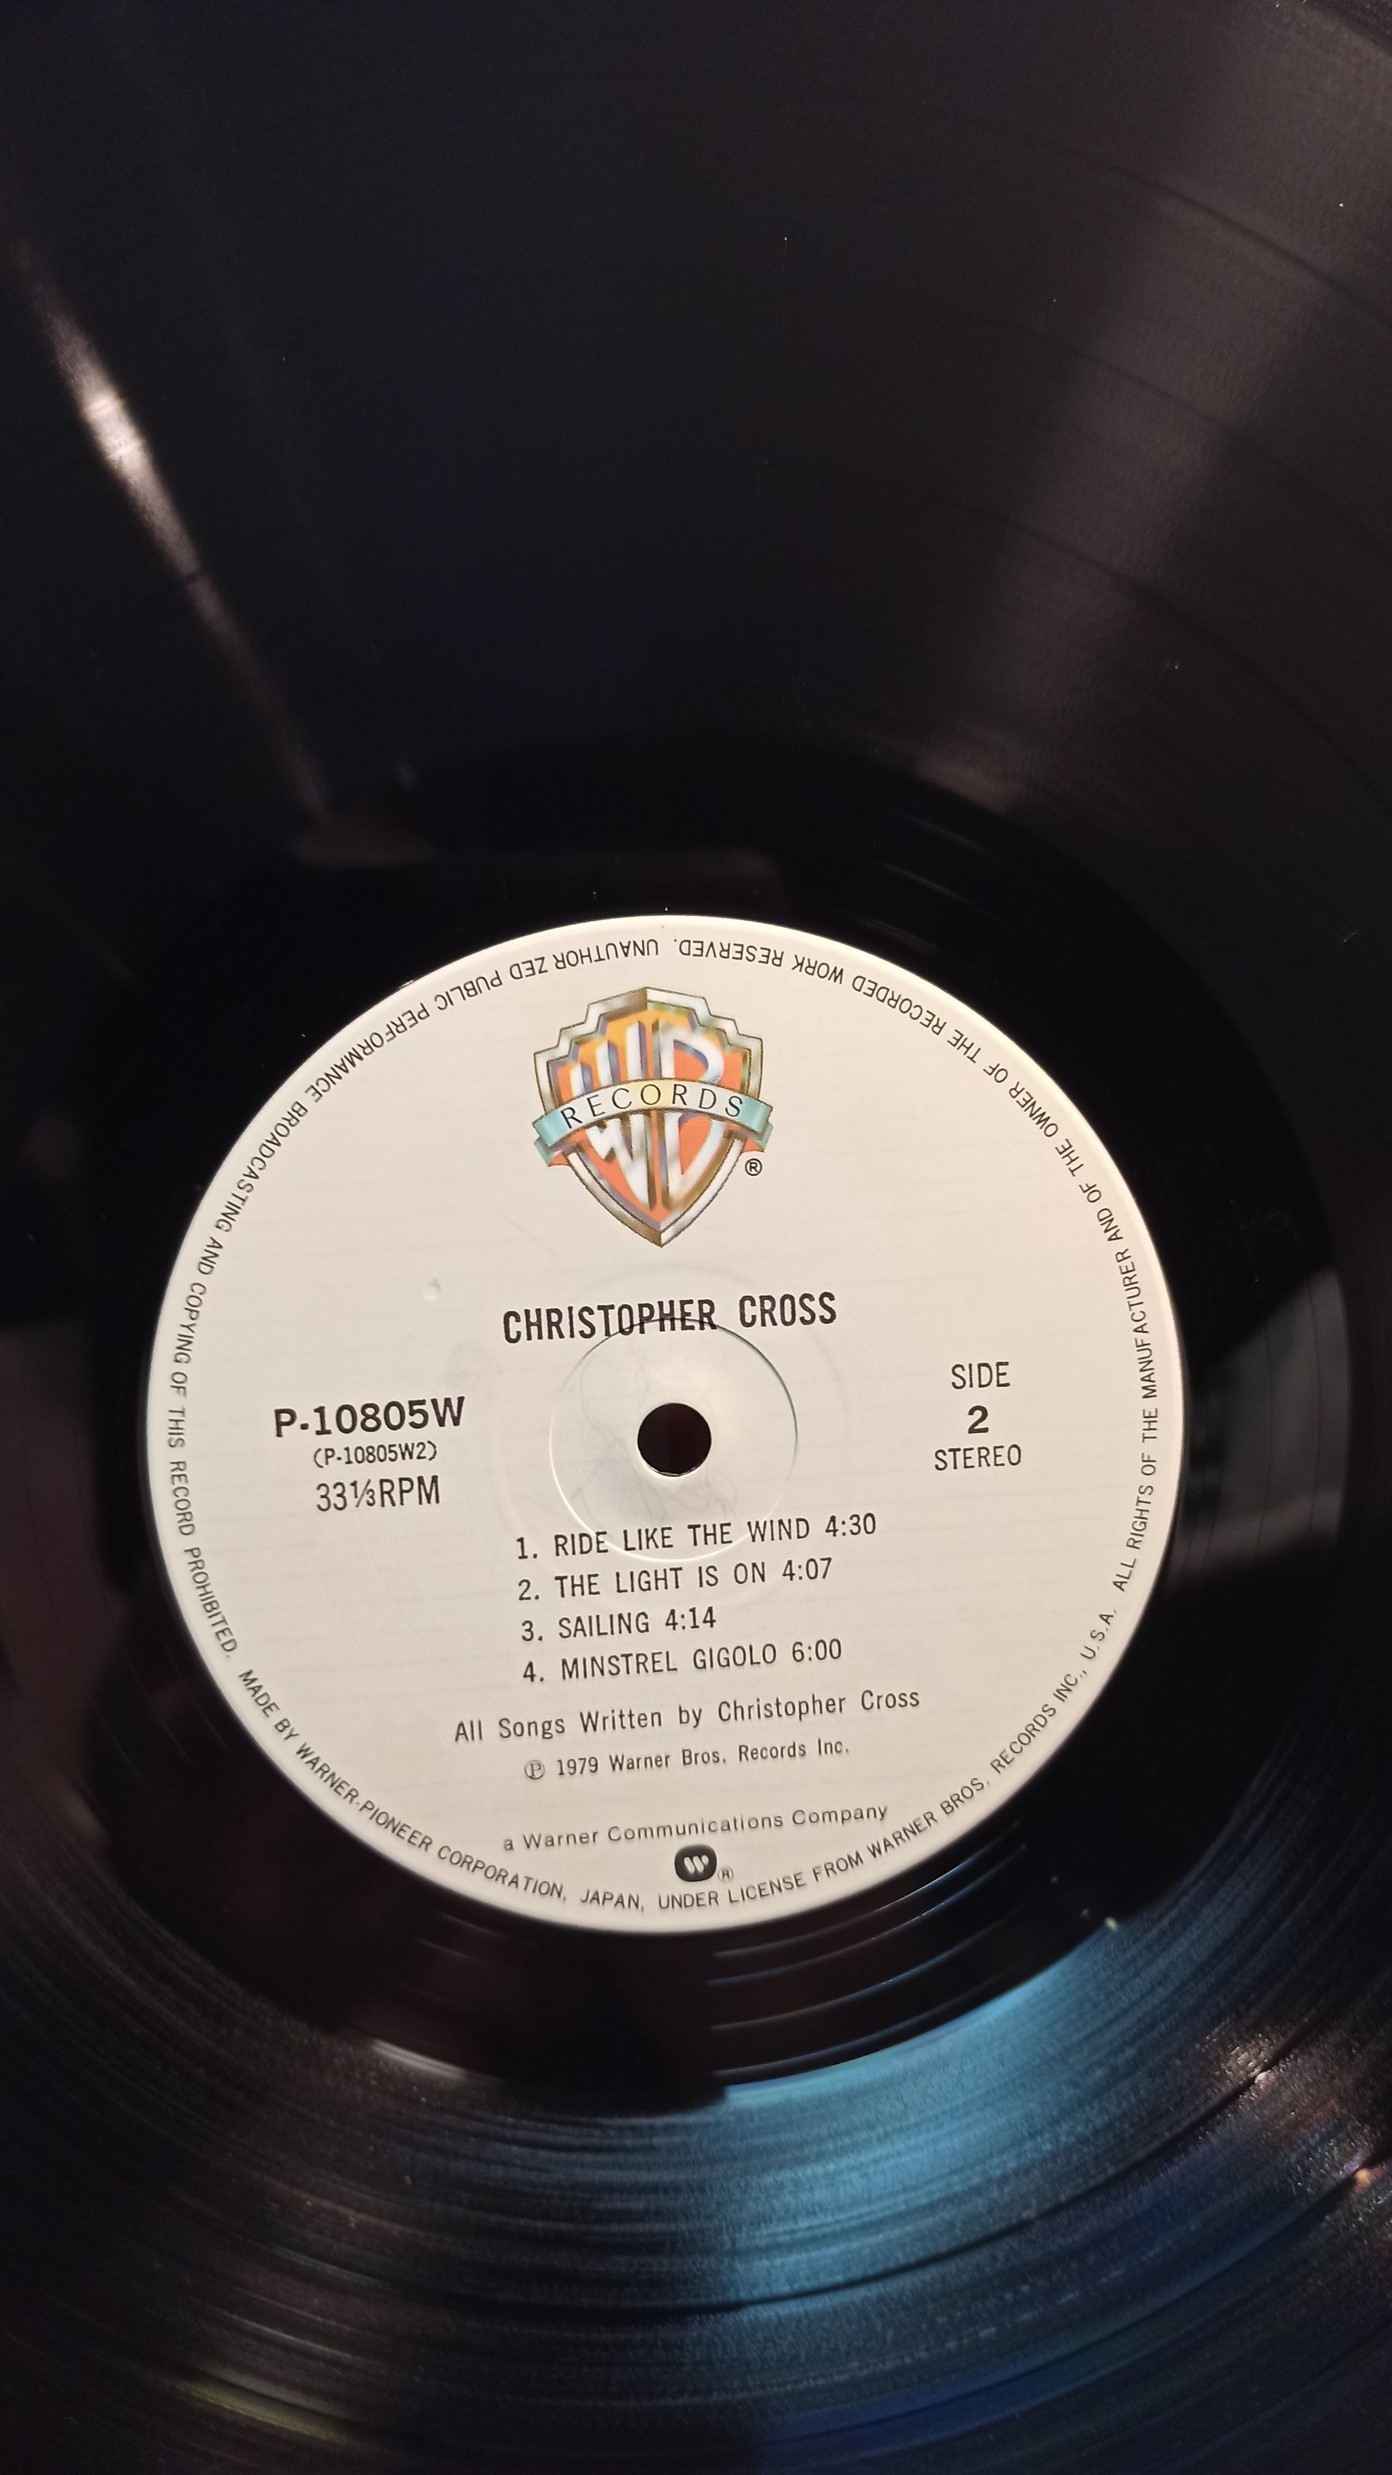 WB
RECORDS
®
CHRISTOPHER CROSS
P-10805W
(P-10805W2)
33⅓RPM
SIDE
2
STEREO
1. RIDE LIKE THE WIND 4:30
2. THE LIGHT IS ON 4:07
3. SAILING 4:14
4. MINSTREL GIGOLO 6:00
All Songs Written by Christopher Cross
℗ 1979 Warner Bros. Records Inc.
a Warner Communications Company
W ®
MADE BY WARNER-PIONEER CORPORATION, JAPAN, UNDER LICENSE FROM WARNER BROS. RECORDS INC., U.S.A. ALL RIGHTS OF THE MANUFACTURER AND OF THE OWNER OF THE RECORDED WORK RESERVED. UNAUTHOR ZED PUBLIC PERFORMANCE BROADCASTING AND COPYING OF THIS RECORD PROHIBITED.